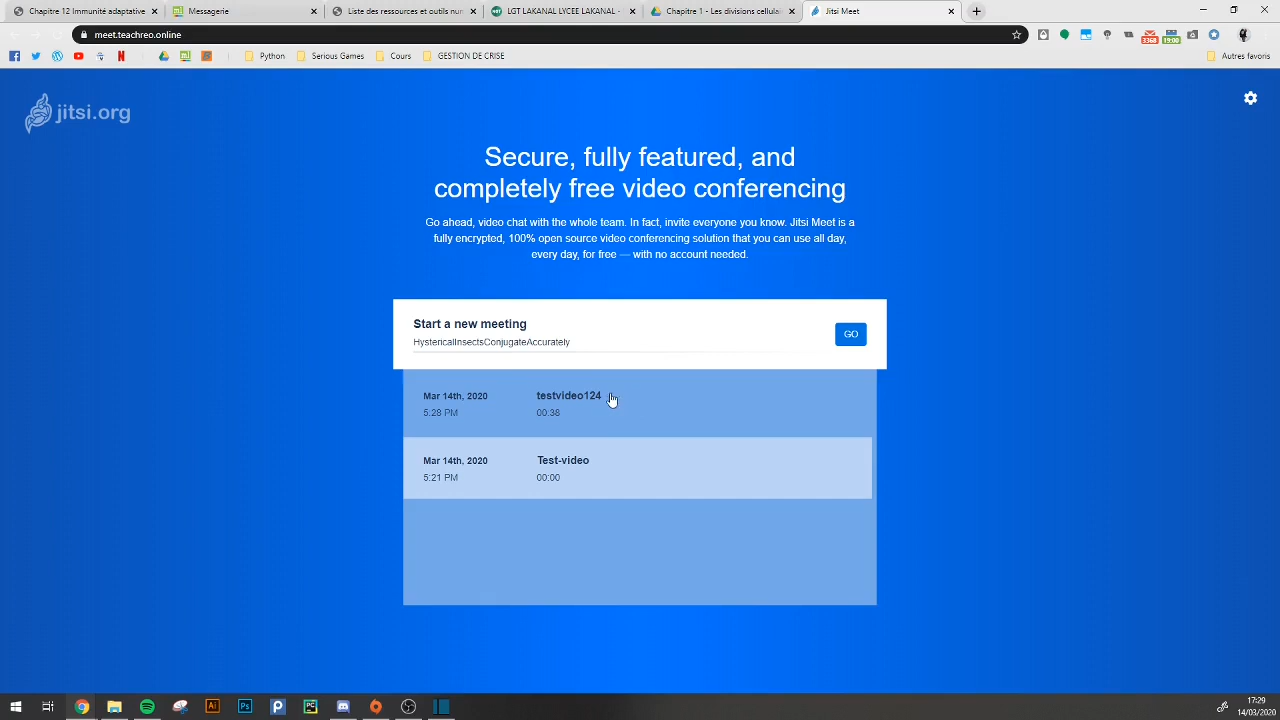 Chapitre 12 Immunité adaptative
Messagerie
Liste des ressources et outils nun
LGT LAKANAL LYCEE LAKANAL -
Chapitre 1 - Les divisions cellulai
Jitsi Meet
meet.teachreo.online
3368
19:00
Python
Serious Games
Cours
GESTION DE CRISE
Autres favoris
jitsi.org
Secure, fully featured, and
completely free video conferencing
Go ahead, video chat with the whole team. In fact, invite everyone you know. Jitsi Meet is a
fully encrypted, 100% open source video conferencing solution that you can use all day,
every day, for free — with no account needed.
Start a new meeting
HystericalInsectsConjugateAccurately
GO
Mar 14th, 2020
testvideo124
5:28 PM
00:38
Mar 14th, 2020
Test-video
5:21 PM
00:00
17:29
14/03/2020